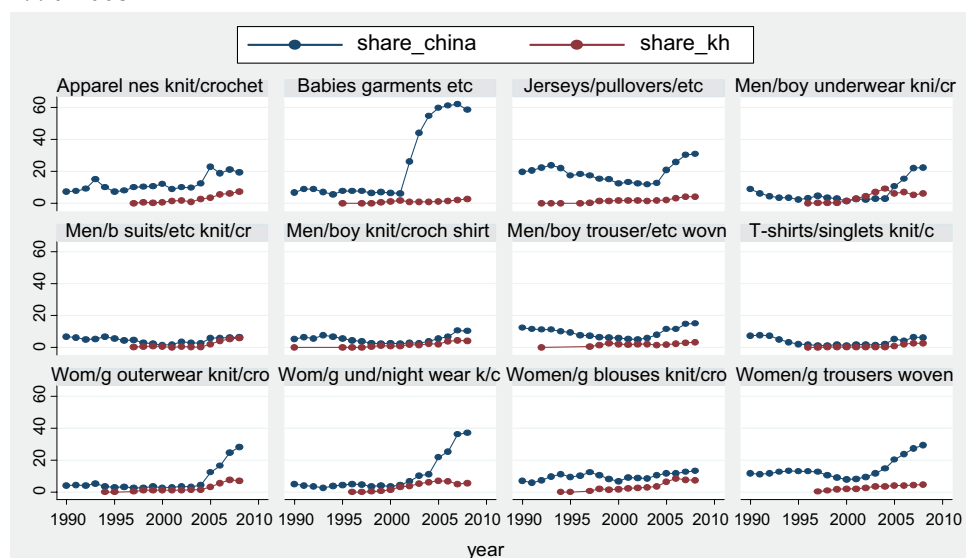 share_china share_kh
Apparel nes knit/crochet Babies garments etc Jerseys/pullovers/etc Men/boy underwear kni/cr
60
40
20
0
Men/b suits/etc knit/cr Men/boy knit/croch shirt Men/boy trouser/etc wovn T-shirts/singlets knit/c
60
40
20
0
Wom/g outerwear knit/cro Wom/g und/night wear k/c Women/g blouses knit/cro Women/g trousers woven
60
40
20
0
1990 1995 2000 2005 2010 1990 1995 2000 2005 2010 1990 1995 2000 2005 2010 1990 1995 2000 2005 2010
year